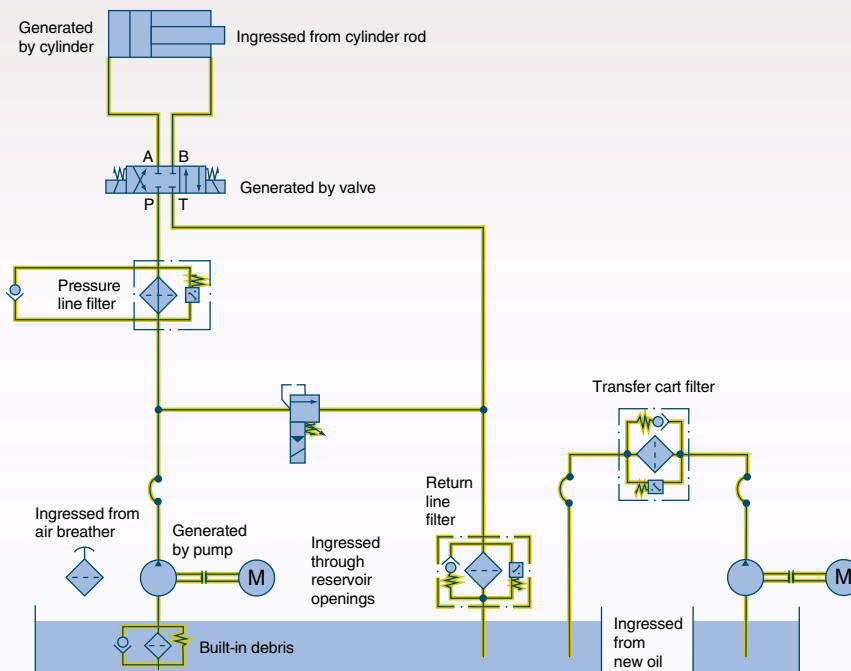 Generated
by cylinder
Ingressed from cylinder rod
A B
Generated by valve
P T
Pressure
line filter
Transfer cart filter
Return
line
filter
Ingressed from
air breather
Generated
by pump
M
Ingressed
through
reservoir
openings
M
Built-in debris
Ingressed
from
new oil